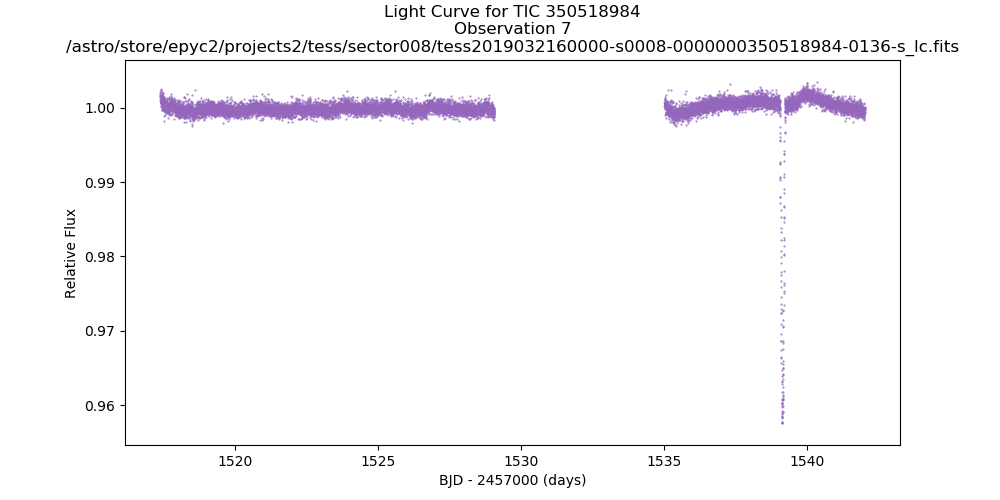 Light Curve for TIC 350518984
Observation 7
/astro/store/epyc2/projects2/tess/sector008/tess2019032160000-s0008-0000000350518984-0136-s_lc.fits
1.00
0.99
0.98
0.97
0.96
Relative Flux
1520
1525
1530
1535
1540
BJD - 2457000 (days)